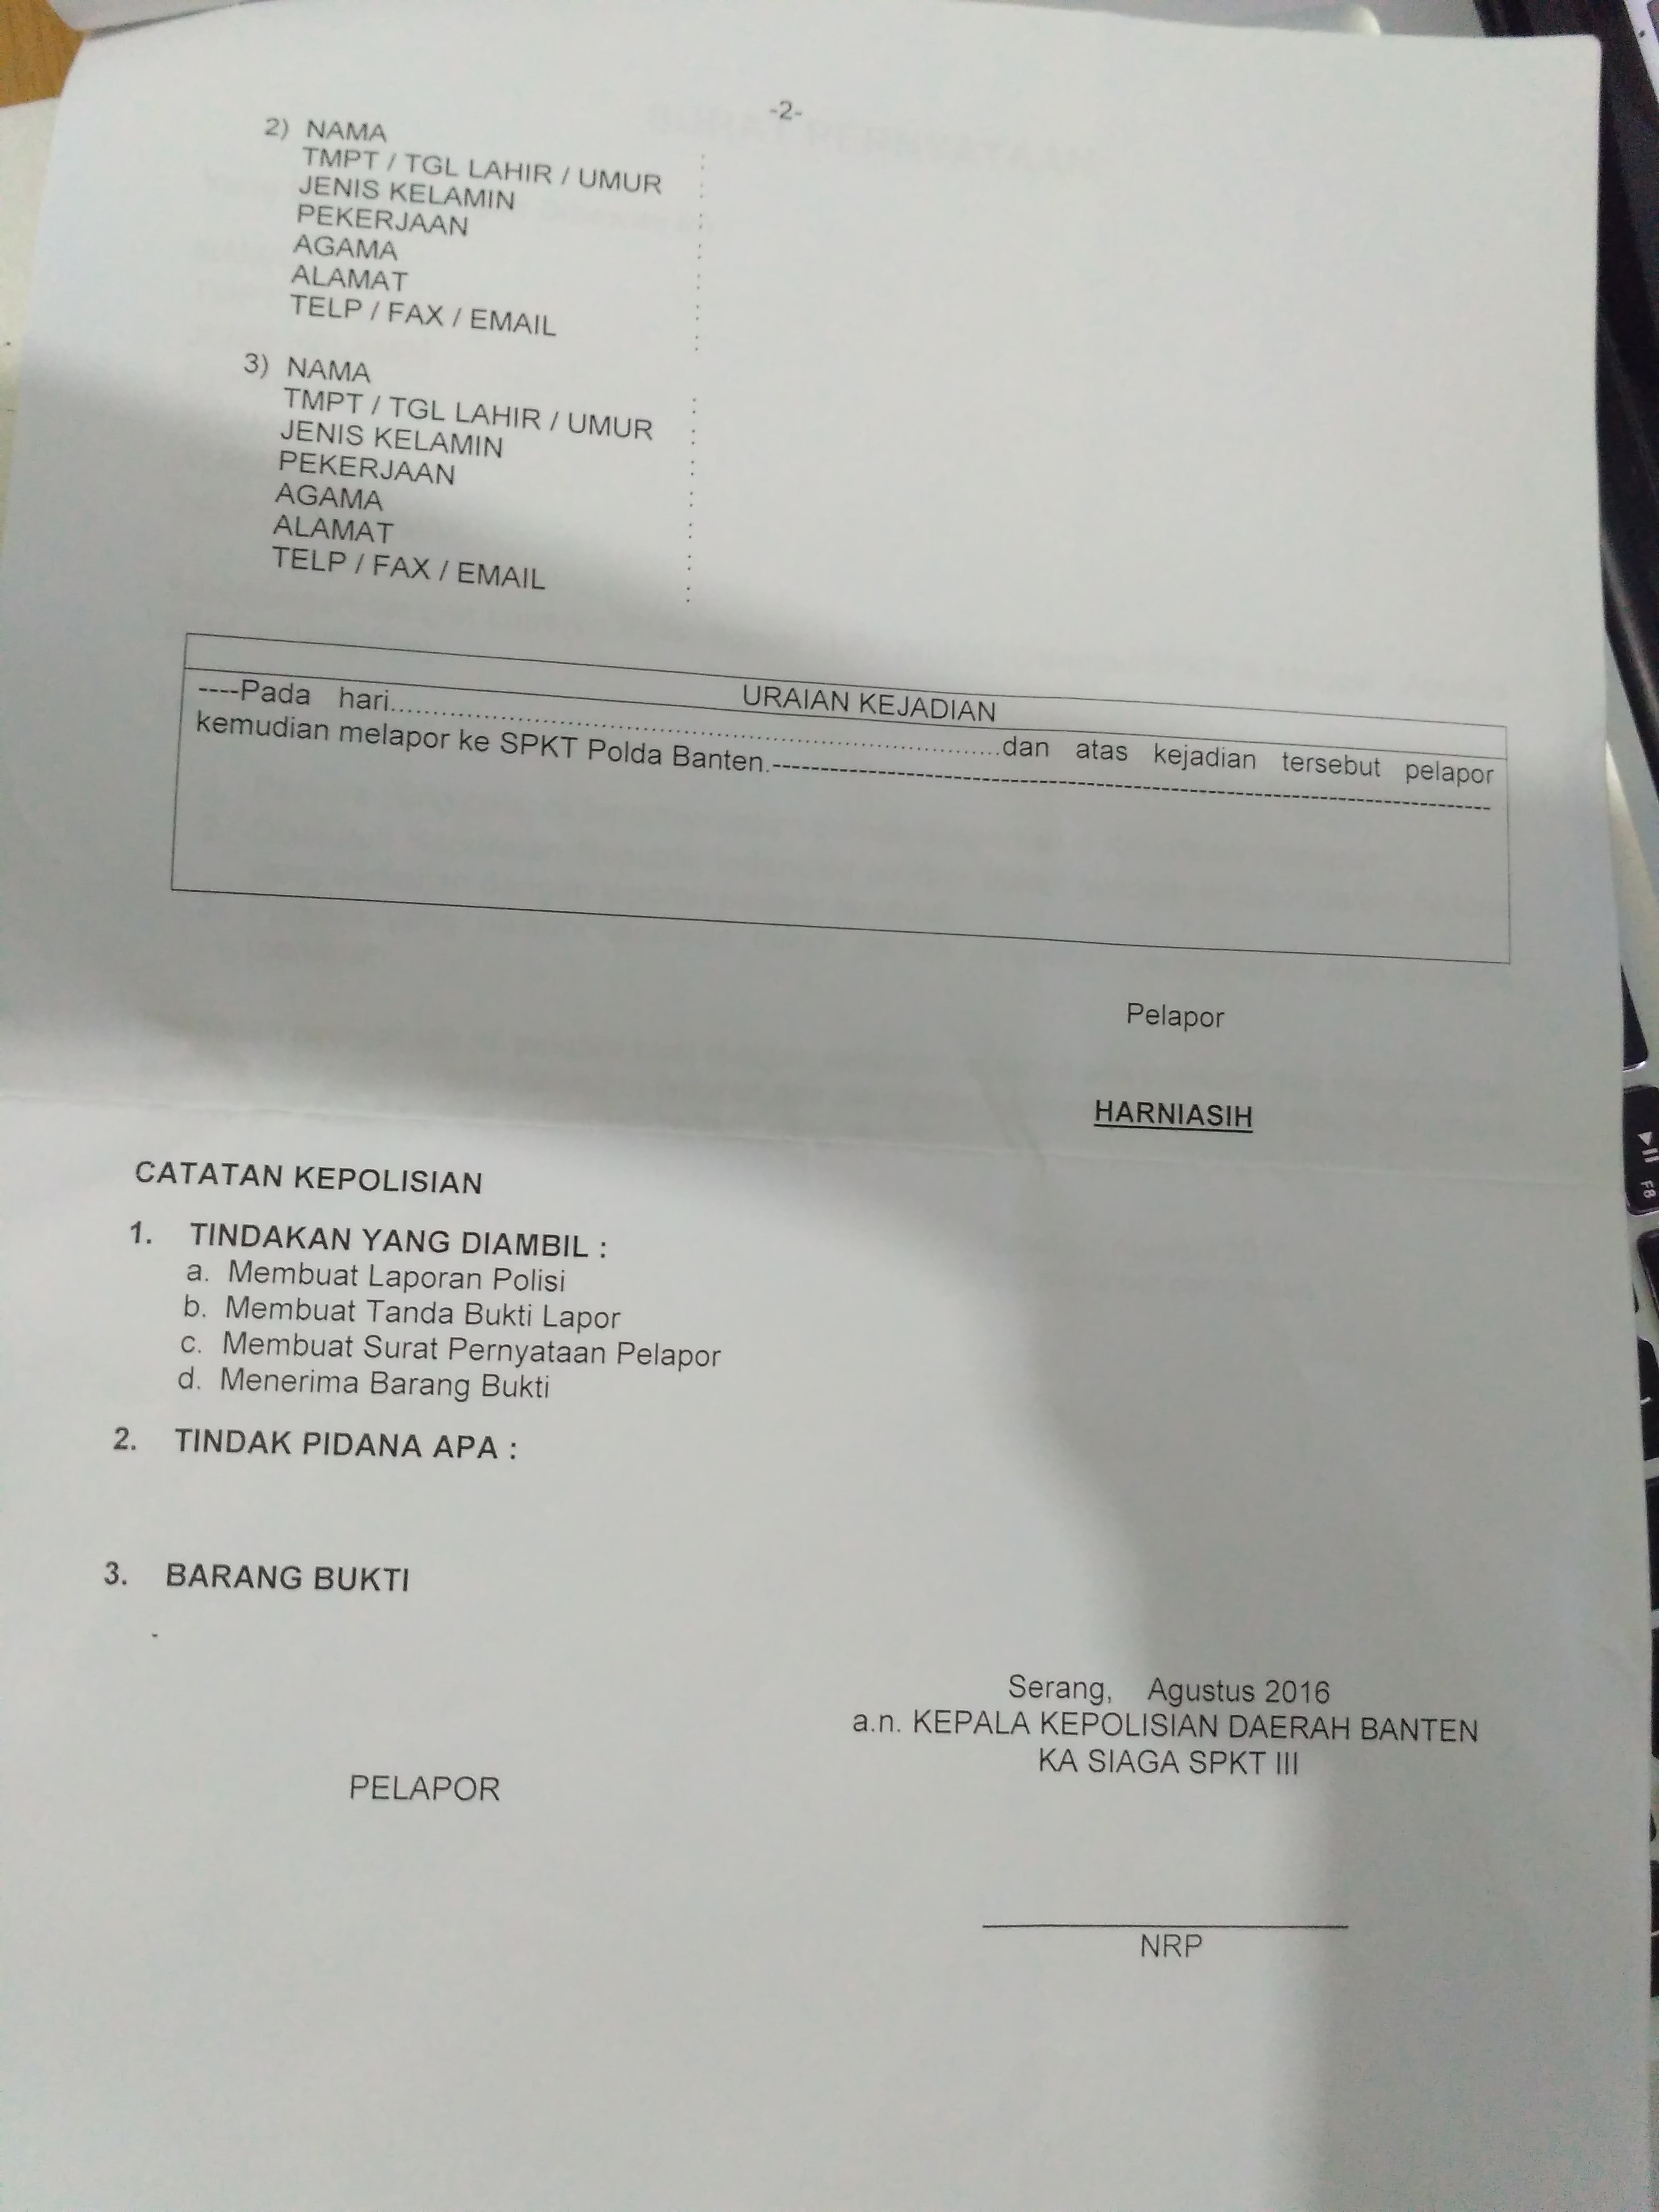 -2-
2) NAMA :
TMPT / TGL LAHIR / UMUR :
JENIS KELAMIN :
PEKERJAAN :
AGAMA :
ALAMAT :
TELP / FAX / EMAIL :
3) NAMA :
TMPT / TGL LAHIR / UMUR :
JENIS KELAMIN :
PEKERJAAN :
AGAMA :
ALAMAT :
TELP / FAX / EMAIL :
URAIAN KEJADIAN
----Pada hari..........................................................................dan atas kejadian tersebut pelapor
kemudian melapor ke SPKT Polda Banten.--------------------------------------------------------------------------------
Pelapor
HARNIASIH
CATATAN KEPOLISIAN
1. TINDAKAN YANG DIAMBIL :
a. Membuat Laporan Polisi
b. Membuat Tanda Bukti Lapor
c. Membuat Surat Pernyataan Pelapor
d. Menerima Barang Bukti
2. TINDAK PIDANA APA :
3. BARANG BUKTI
-
Serang, Agustus 2016
a.n. KEPALA KEPOLISIAN DAERAH BANTEN
KA SIAGA SPKT III
PELAPOR
NRP
F8